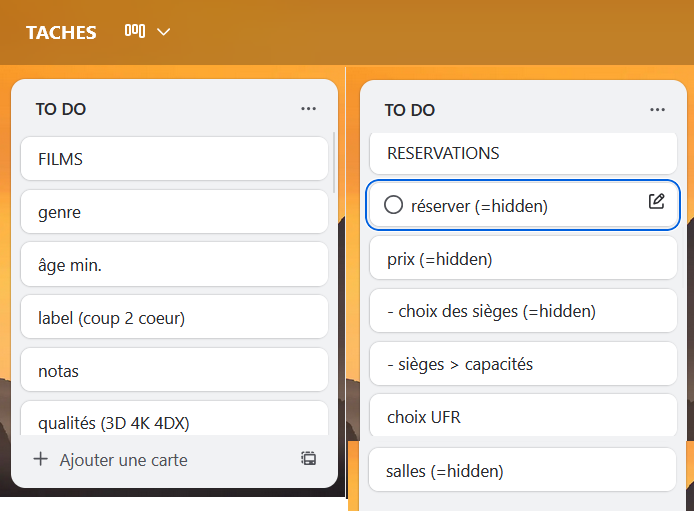 TACHES
TO DO
FILMS
genre
âge min.
label (coup 2 coeur)
notas
qualités (3D 4K 4DX)
Ajouter une carte
TO DO
RESERVATIONS
réserver (=hidden)
prix (=hidden)
- choix des sièges (=hidden)
- sièges > capacités
choix UFR
salles (=hidden)